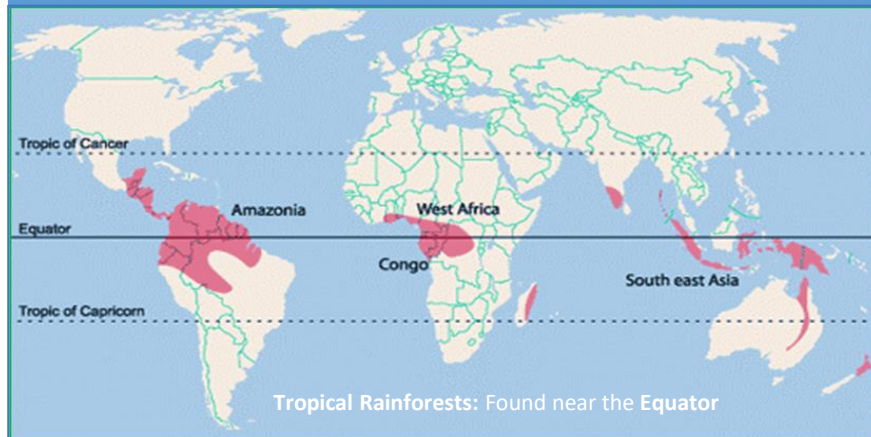 Tropic of Cancer
Amazonia
West Africa
Equator
Congo
South east Asia
Tropic of Capricorn
Tropical Rainforests: Found near the Equator